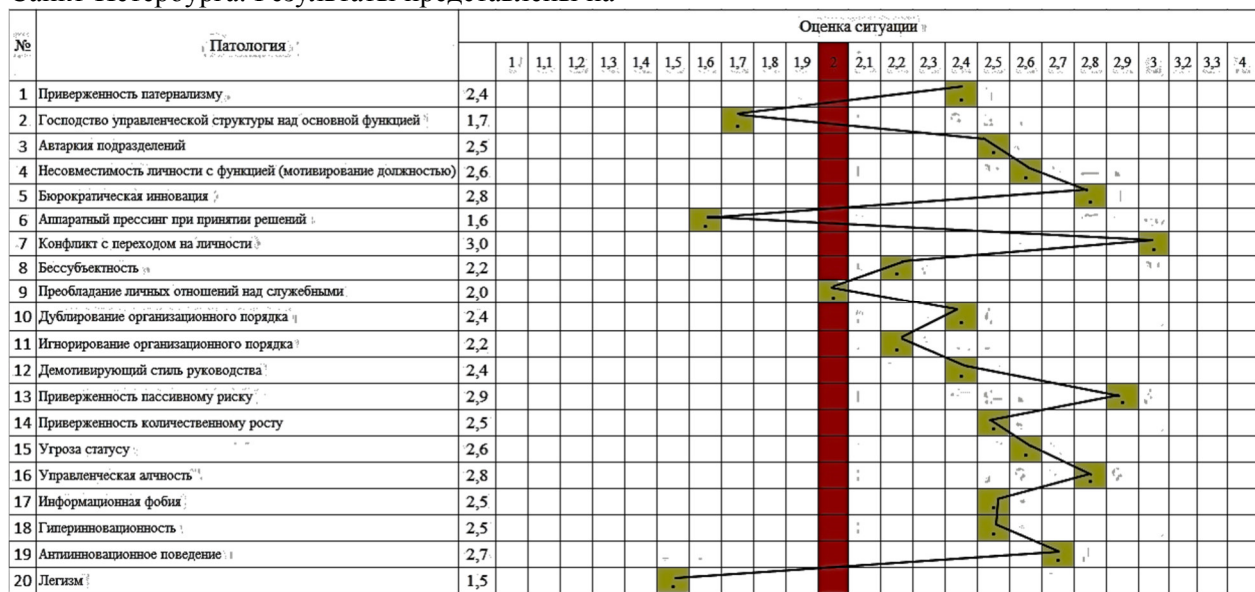 Санкт-Петербурга. Результаты представлены на
№ Патология Оценка ситуации
1 1,1 1,2 1,3 1,4 1,5 1,6 1,7 1,8 1,9 2 2,1 2,2 2,3 2,4 2,5 2,6 2,7 2,8 2,9 3 3,2 3,3 4
1 Приверженность патернализму 2,4
2 Господство управленческой структуры над основной функцией 1,7
3 Автаркия подразделений 2,5
4 Несовместимость личности с функцией (мотивирование должностью) 2,6
5 Бюрократическая инновация 2,8
6 Аппаратный прессинг при принятии решений 1,6
7 Конфликт с переходом на личности 3,0
8 Бессубъектность 2,2
9 Преобладание личных отношений над служебными 2,0
10 Дублирование организационного порядка 2,4
11 Игнорирование организационного порядка 2,2
12 Демотивирующий стиль руководства 2,4
13 Приверженность пассивному риску 2,9
14 Приверженность количественному росту 2,5
15 Угроза статусу 2,6
16 Управленческая алчность 2,8
17 Информационная фобия 2,5
18 Гиперинновационность 2,5
19 Антиинновационное поведение 2,7
20 Легизм 1,5